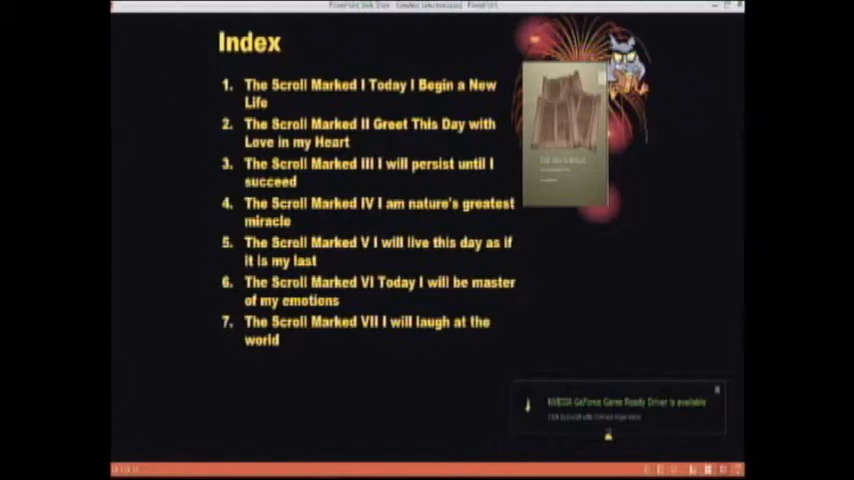 Index
1. The Scroll Marked I Today I Begin a New
Life
2. The Scroll Marked II Greet This Day with
Love in my Heart
3. The Scroll Marked III I will persist until I
succeed
4. The Scroll Marked IV I am nature's greatest
miracle
5. The Scroll Marked V I will live this day as if
it is my last
6. The Scroll Marked VI Today I will be master
of my emotions
7. The Scroll Marked VII I will laugh at the
world
NVIDIA GeForce Game Ready Driver is available